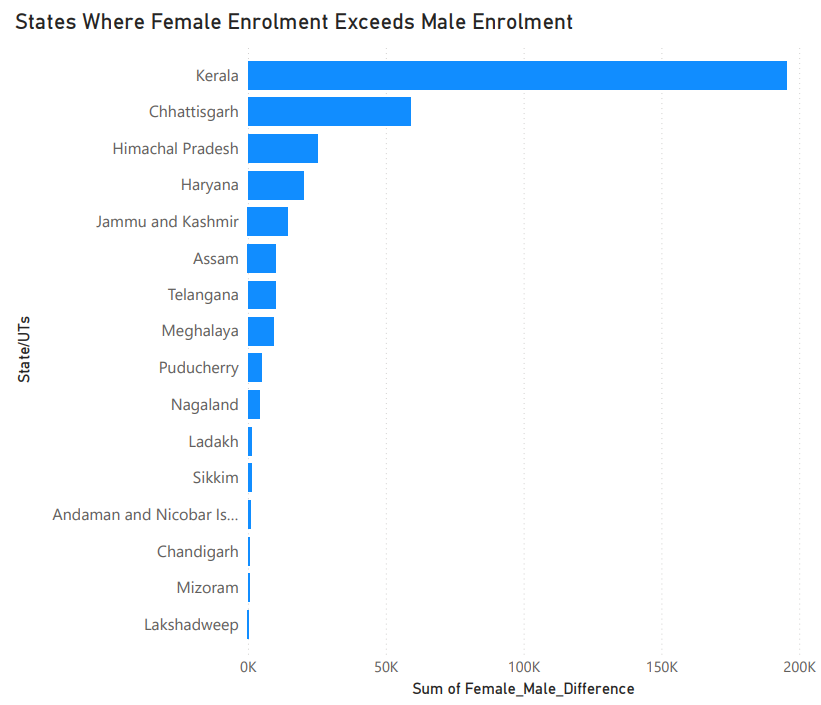 States Where Female Enrolment Exceeds Male Enrolment
State/UTs
Kerala
Chhattisgarh
Himachal Pradesh
Haryana
Jammu and Kashmir
Assam
Telangana
Meghalaya
Puducherry
Nagaland
Ladakh
Sikkim
Andaman and Nicobar Is...
Chandigarh
Mizoram
Lakshadweep
0K 50K 100K 150K 200K
Sum of Female_Male_Difference